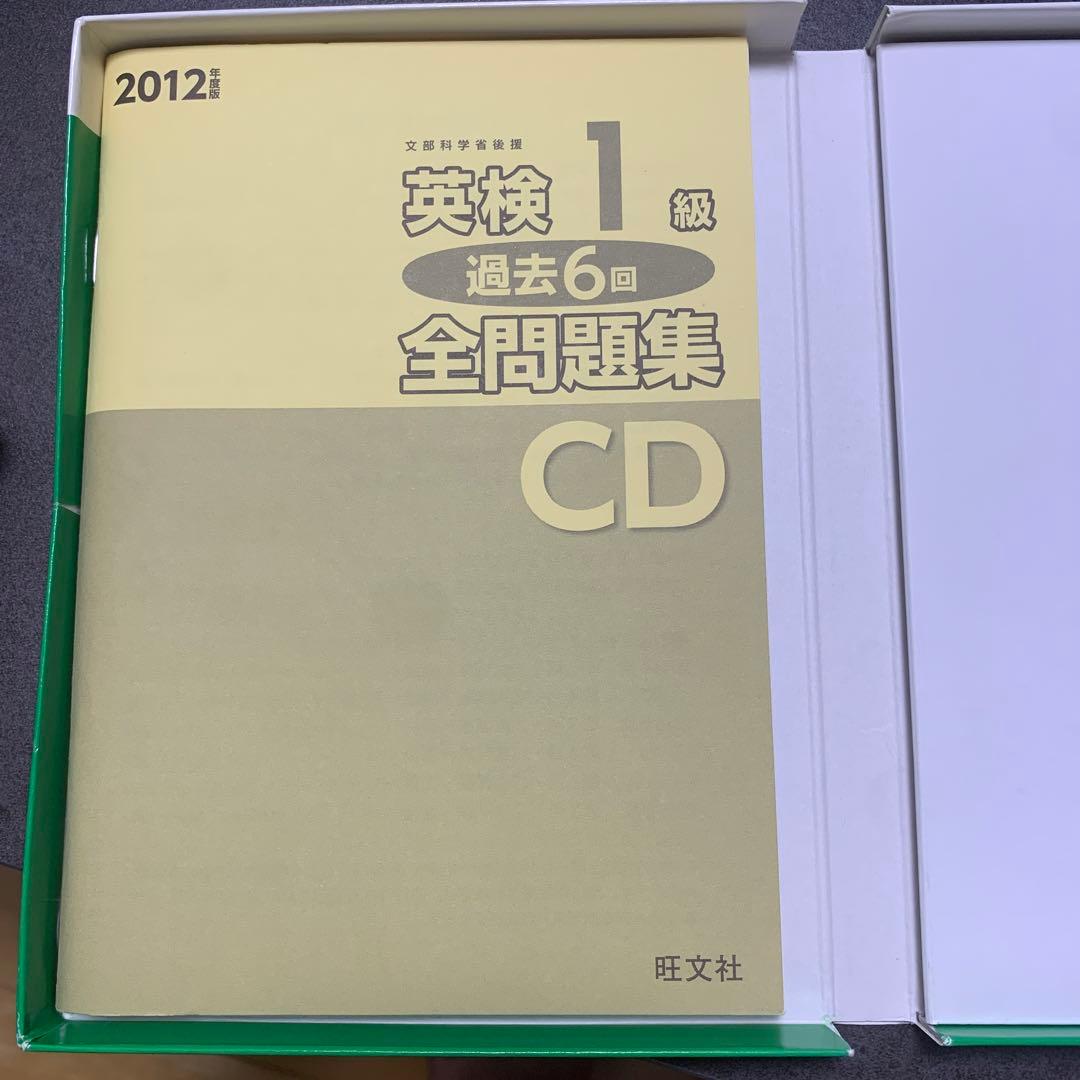 2012年度版
文部科学省後援
英検1級
過去6回
全問題集
CD
旺文社